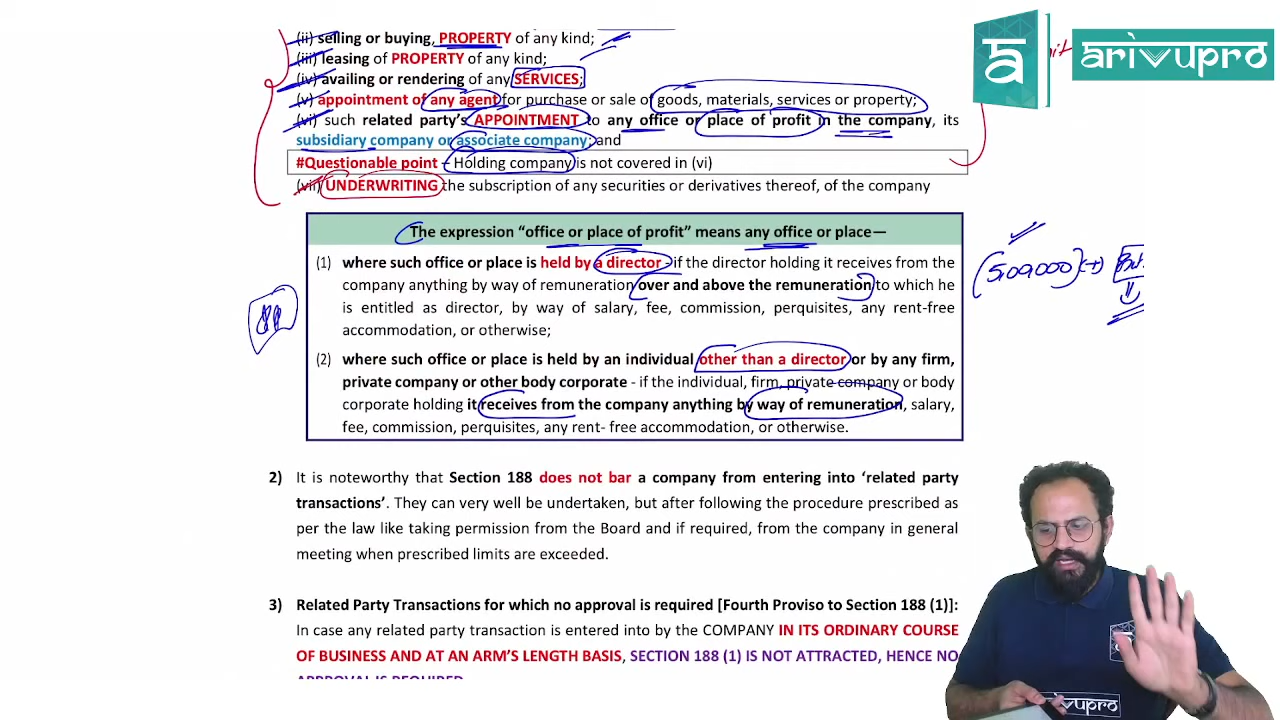 (ii) selling or buying, PROPERTY of any kind;
(iii) leasing of PROPERTY of any kind;
(iv) availing or rendering of any SERVICES;
(v) appointment of any agent for purchase or sale of goods, materials, services or property;
(vi) such related party's APPOINTMENT to any office or place of profit in the company, its
subsidiary company or associate company; and
#Questionable point – Holding company is not covered in (vi)
(vii) UNDERWRITING the subscription of any securities or derivatives thereof, of the company
The expression "office or place of profit" means any office or place—
(1) where such office or place is held by a director - if the director holding it receives from the
company anything by way of remuneration over and above the remuneration to which he
is entitled as director, by way of salary, fee, commission, perquisites, any rent-free
accommodation, or otherwise;
(2) where such office or place is held by an individual other than a director or by any firm,
private company or other body corporate - if the individual, firm, private company or body
corporate holding it receives from the company anything by way of remuneration, salary,
fee, commission, perquisites, any rent- free accommodation, or otherwise.
2) It is noteworthy that Section 188 does not bar a company from entering into 'related party
transactions'. They can very well be undertaken, but after following the procedure prescribed as
per the law like taking permission from the Board and if required, from the company in general
meeting when prescribed limits are exceeded.
3) Related Party Transactions for which no approval is required [Fourth Proviso to Section 188 (1)]:
In case any related party transaction is entered into by the COMPANY IN ITS ORDINARY COURSE
OF BUSINESS AND AT AN ARM'S LENGTH BASIS, SECTION 188 (1) IS NOT ATTRACTED, HENCE NO
APPROVAL IS REQUIRED
arivupro
arivupro